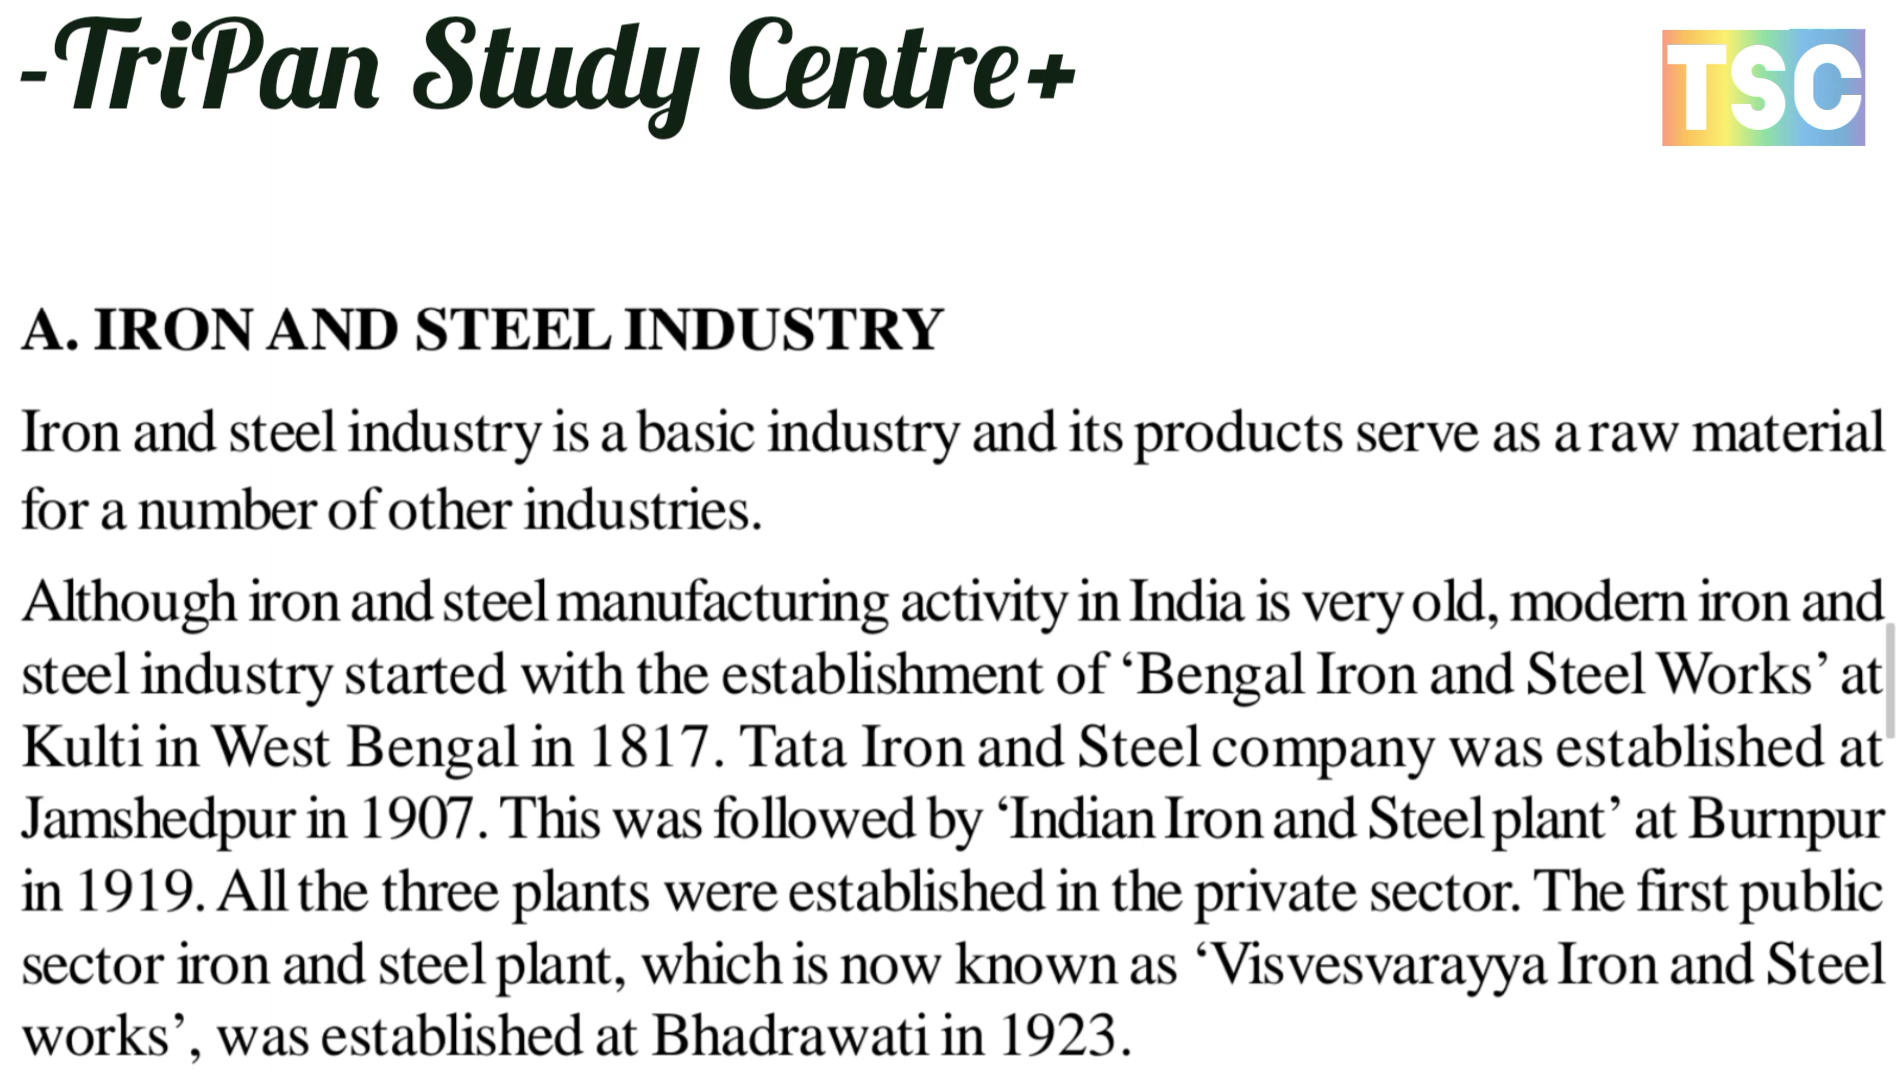 -TriPan Study Centre+
TSC
A. IRON AND STEEL INDUSTRY
Iron and steel industry is a basic industry and its products serve as a raw material
for a number of other industries.
Although iron and steel manufacturing activity in India is very old, modern iron and
steel industry started with the establishment of ‘Bengal Iron and Steel Works’ at
Kulti in West Bengal in 1817. Tata Iron and Steel company was established at
Jamshedpur in 1907. This was followed by ‘Indian Iron and Steel plant’ at Burnpur
in 1919. All the three plants were established in the private sector. The first public
sector iron and steel plant, which is now known as ‘Visvesvarayya Iron and Steel
works’, was established at Bhadrawati in 1923.